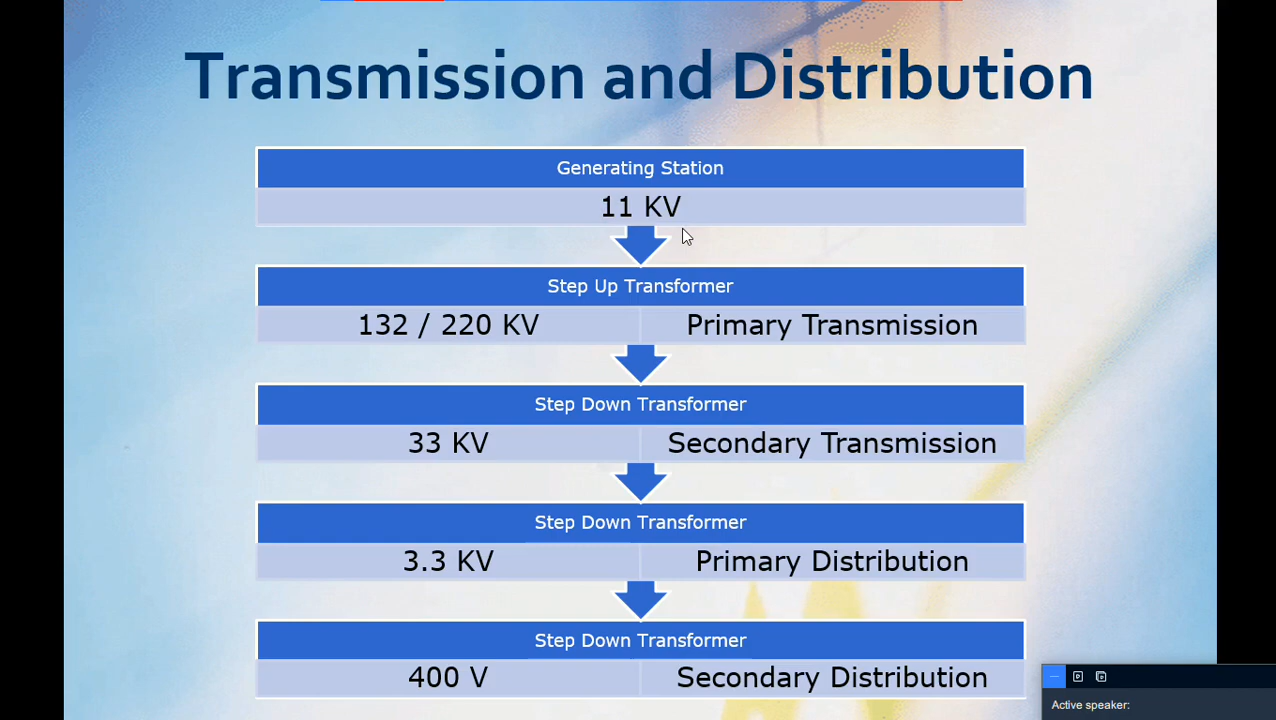 Transmission and Distribution
Generating Station
11 KV
Step Up Transformer
132 / 220 KV Primary Transmission
Step Down Transformer
33 KV Secondary Transmission
Step Down Transformer
3.3 KV Primary Distribution
Step Down Transformer
400 V Secondary Distribution
Active speaker: